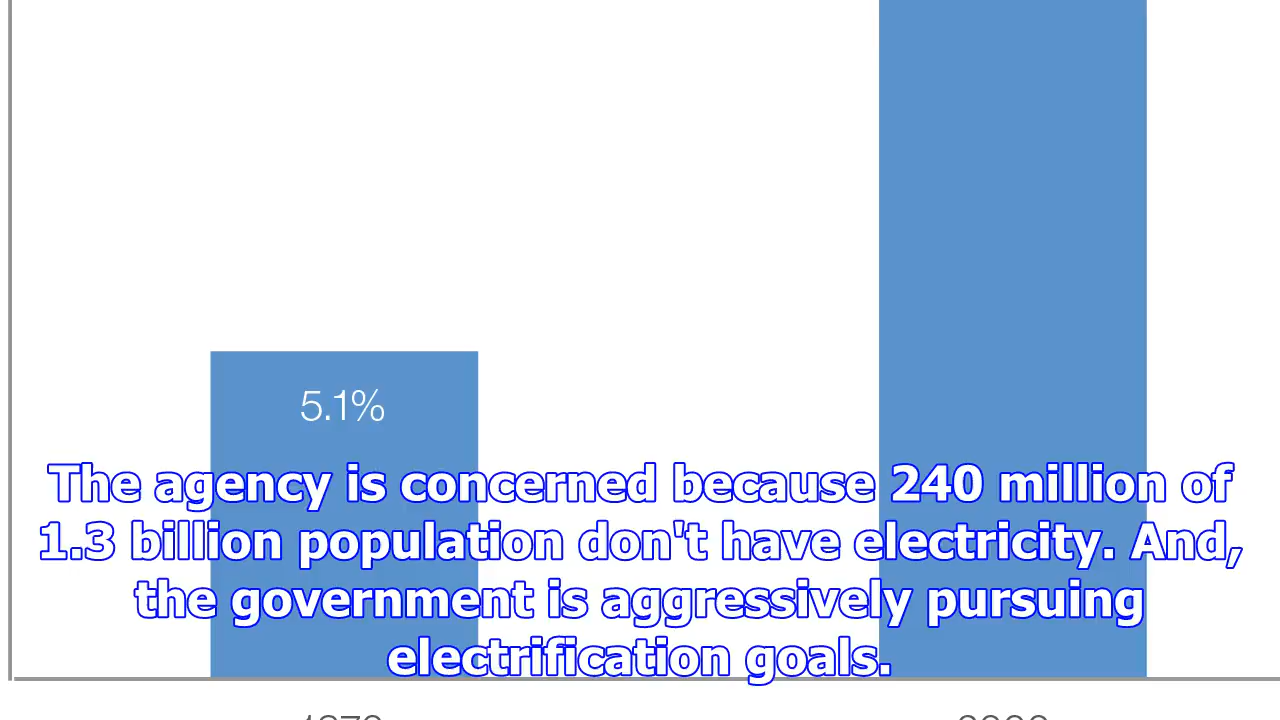 5.1%
The agency is concerned because 240 million of
1.3 billion population don't have electricity. And,
the government is aggressively pursuing
electrification goals.